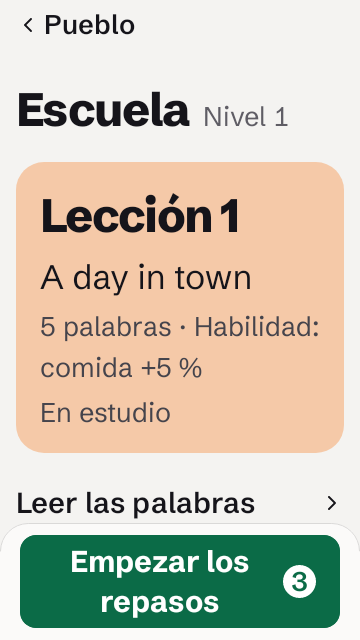 Pueblo
Escuela Nivel 1
Lección 1
A day in town
5 palabras · Habilidad:
comida +5 %
En estudio
Leer las palabras
Empezar los
repasos
3